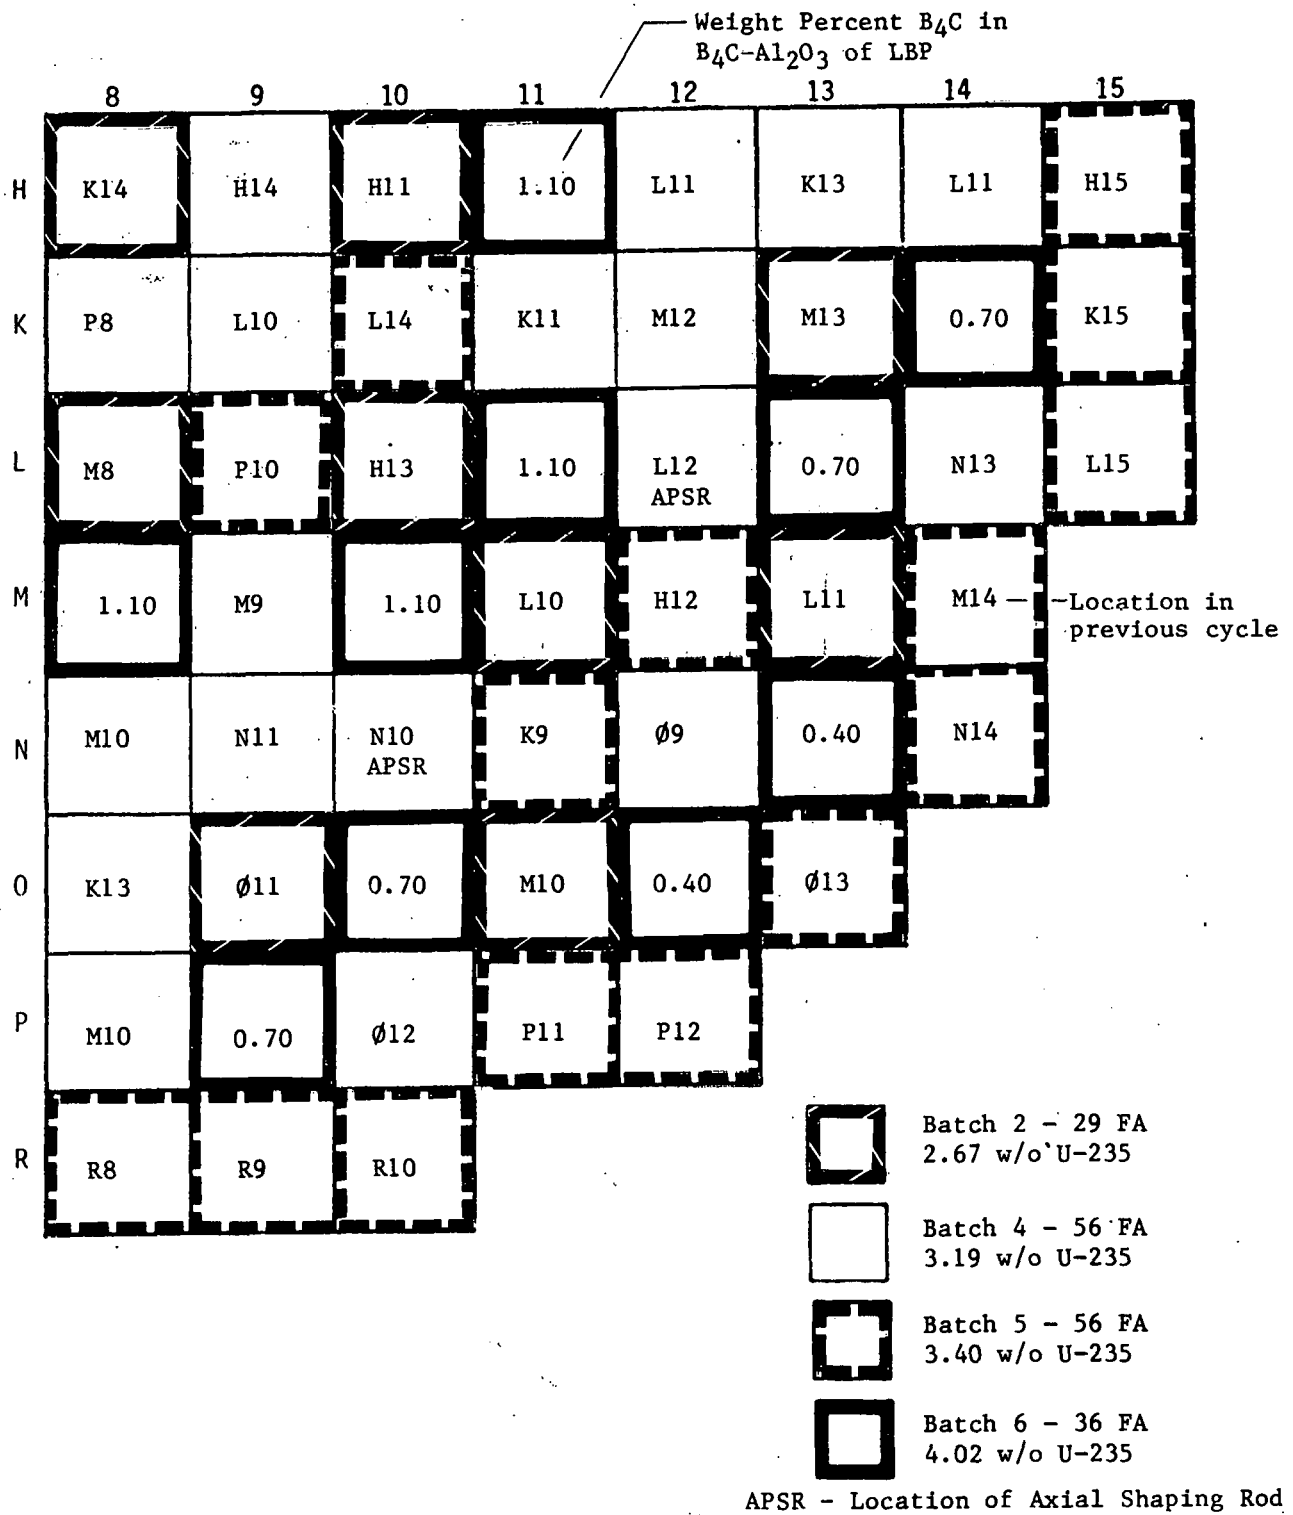 Weight Percent B₄C in
B₄C-Al₂O₃ of LBP
8 9 10 11 12 13 14 15
H K14 H14 H11 1.10 L11 K13 L11 H15
K P8 L10 L14 K11 M12 M13 0.70 K15
L M8 P10 H13 1.10 L12 0.70 N13 L15
APSR
M 1.10 M9 1.10 L10 H12 L11 M14 Location in
previous cycle
N M10 N11 N10 K9 Ø9 0.40 N14
APSR
O K13 Ø11 0.70 M10 0.40 Ø13
P M10 0.70 Ø12 P11 P12
R R8 R9 R10
Batch 2 - 29 FA
2.67 w/o U-235
Batch 4 - 56 FA
3.19 w/o U-235
Batch 5 - 56 FA
3.40 w/o U-235
Batch 6 - 36 FA
4.02 w/o U-235
APSR - Location of Axial Shaping Rod